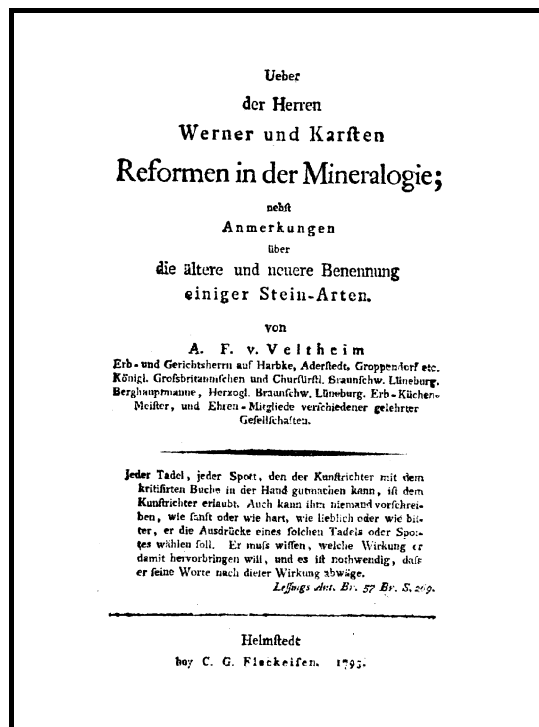 Ueber
der Herren
Werner und Karſten
Reformen in der Mineralogie;
nebſt
Anmerkungen
über
die ältere und neuere Benennung
einiger Stein-Arten.
von
A. F. v. Veltheim
Erb- und Gerichtsherrn auf Harbke, Aderſtedt, Groppendorf etc.
Königl. Grofsbritanniſchen und Churfürſtl. Braunſchw. Lüneburg.
Berghauptmanne, Herzogl. Braunſchw. Lüneburg. Erb-Küchen-
Meiſter, und Ehren-Mitgliede verſchiedener gelehrter
Geſellſchaften.
Jeder Tadel, jeder Spott, den der Kunſtrichter mit dem
kritiſirten Buche in der Hand gutmachen kann, iſt dem
Kunſtrichter erlaubt. Auch kann ihm niemand vorſchrei-
ben, wie ſanft oder wie hart, wie lieblich oder wie bit-
ter, er die Ausdrücke eines ſolchen Tadels oder Spot-
tes wählen ſoll. Er muſs wiſſen, welche Wirkung er
damit hervorbringen will, und es iſt nothwendig, daſs
er ſeine Worte nach dieſer Wirkung abwäge.
Leſſings Ant. Br. 57 Br. S.
Helmſtedt
bey C. G. Fleckeiſen. 1793.